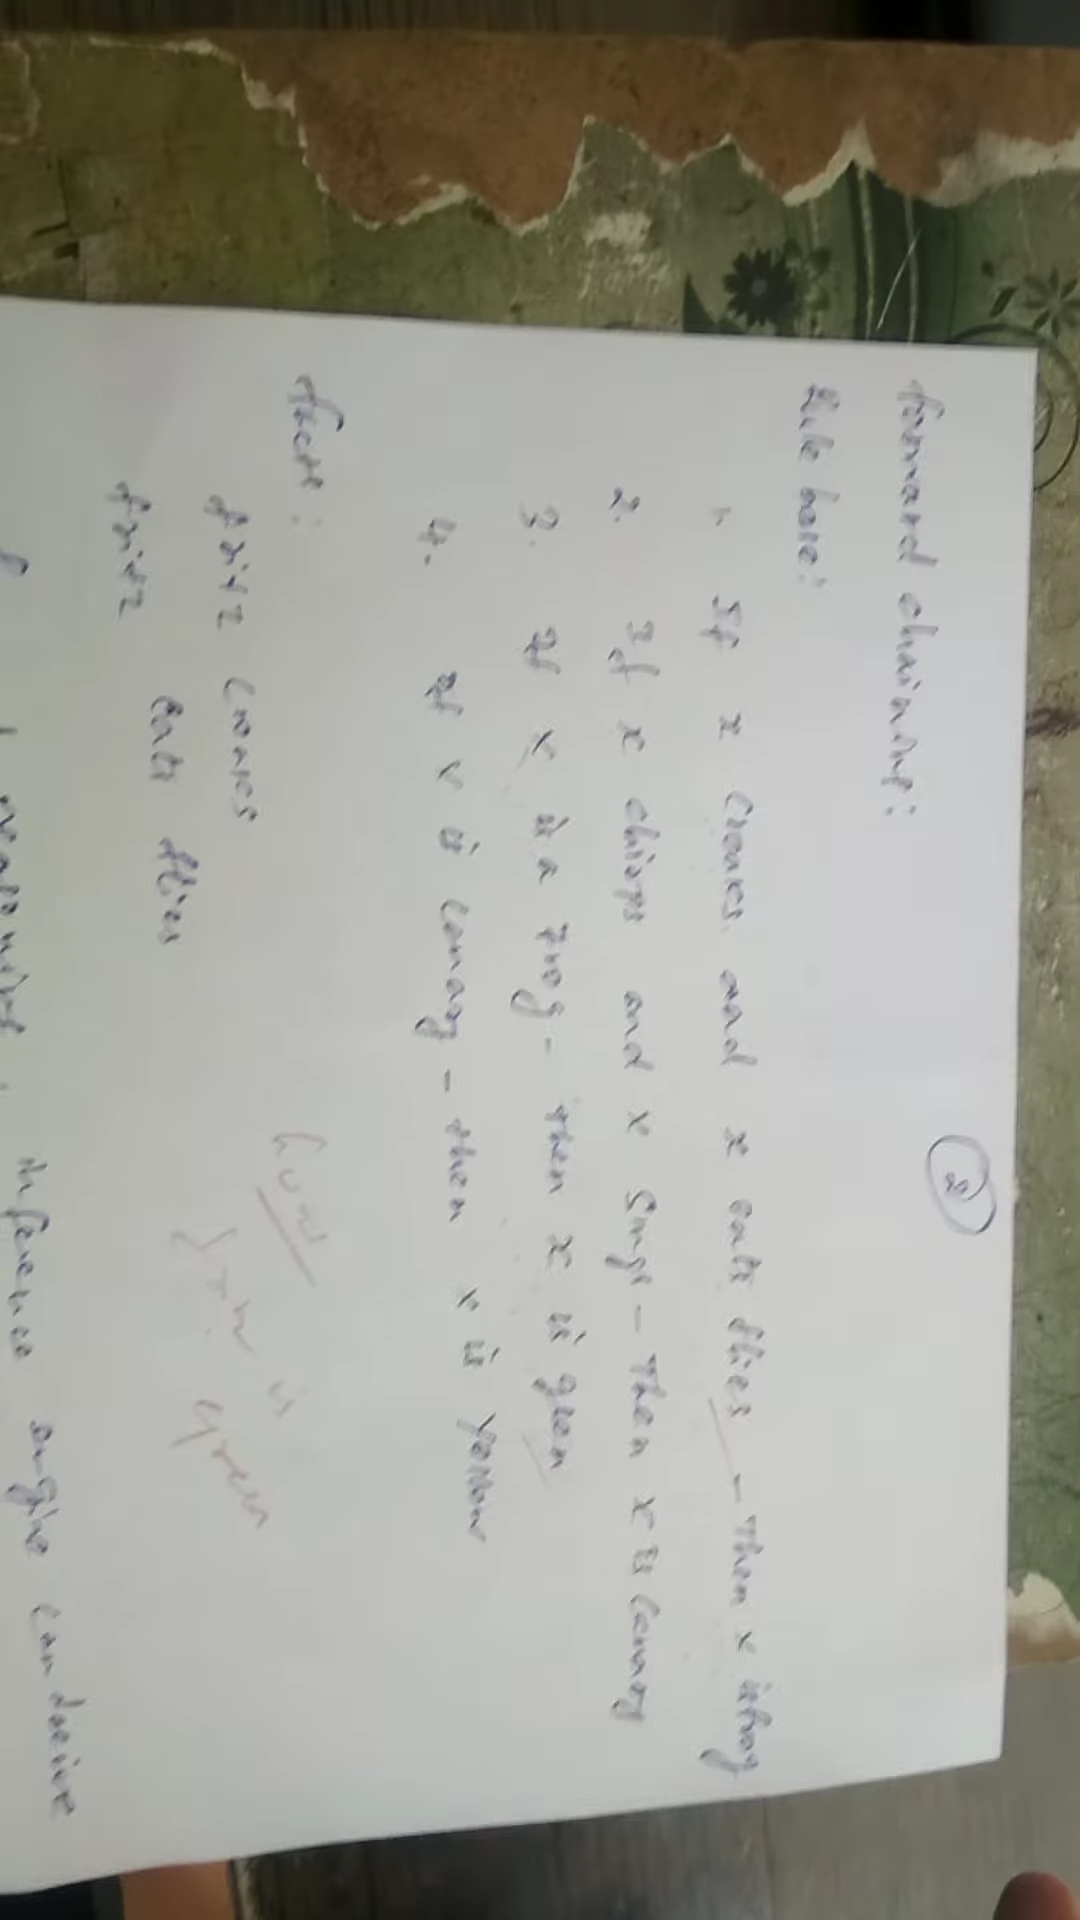 2
forward chaining:
Rule base:
1. If x croaks and x eats flies - Then x is frog
2. If x chirps and x sings - Then x is Canary
3. If x is a frog - then x is green
4. If x is Canary - then x is yellow
facts:
fritz croaks
fritz eats flies
Goal
fritz is green
inference engine can derive